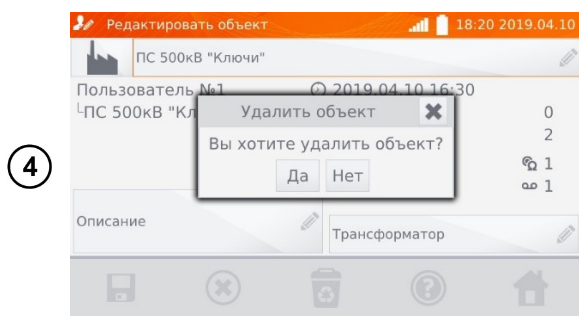 Редактировать объект 18:20 2019.04.10
ПС 500кВ "Ключи"
Пользователь №1 2019.04.10 16:30
ПС 500кВ "Кл 0
Удалить объект
2
Вы хотите удалить объект?
4
1
Да Нет
1
Описание
Трансформатор